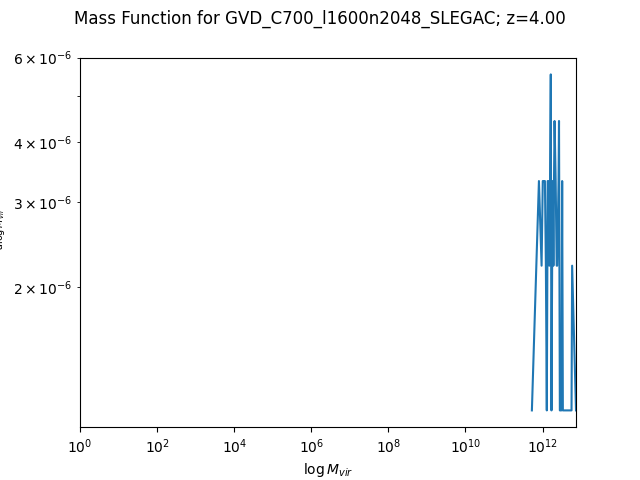 Mass Function for GVD_C700_l1600n2048_SLEGAC; z=4.00
6 × 10⁻⁶
4 × 10⁻⁶
3 × 10⁻⁶
2 × 10⁻⁶
10⁰ 10² 10⁴ 10⁶ 10⁸ 10¹⁰ 10¹²
log M_vir